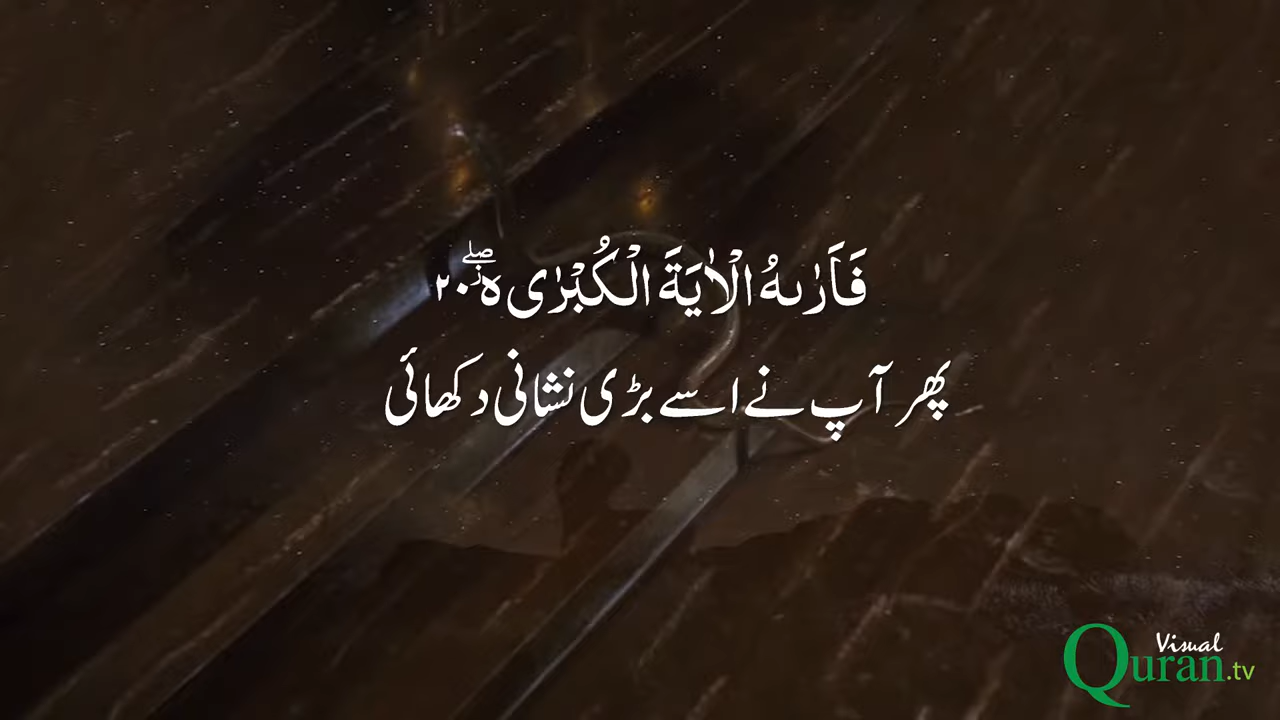 فَاَرٰىهُ الْاٰيَةَ الْكُبْرٰى ۖز ه ۲۰
پھر آپ نے اسے بڑی نشانی دکھائی
Visual
Quran.tv